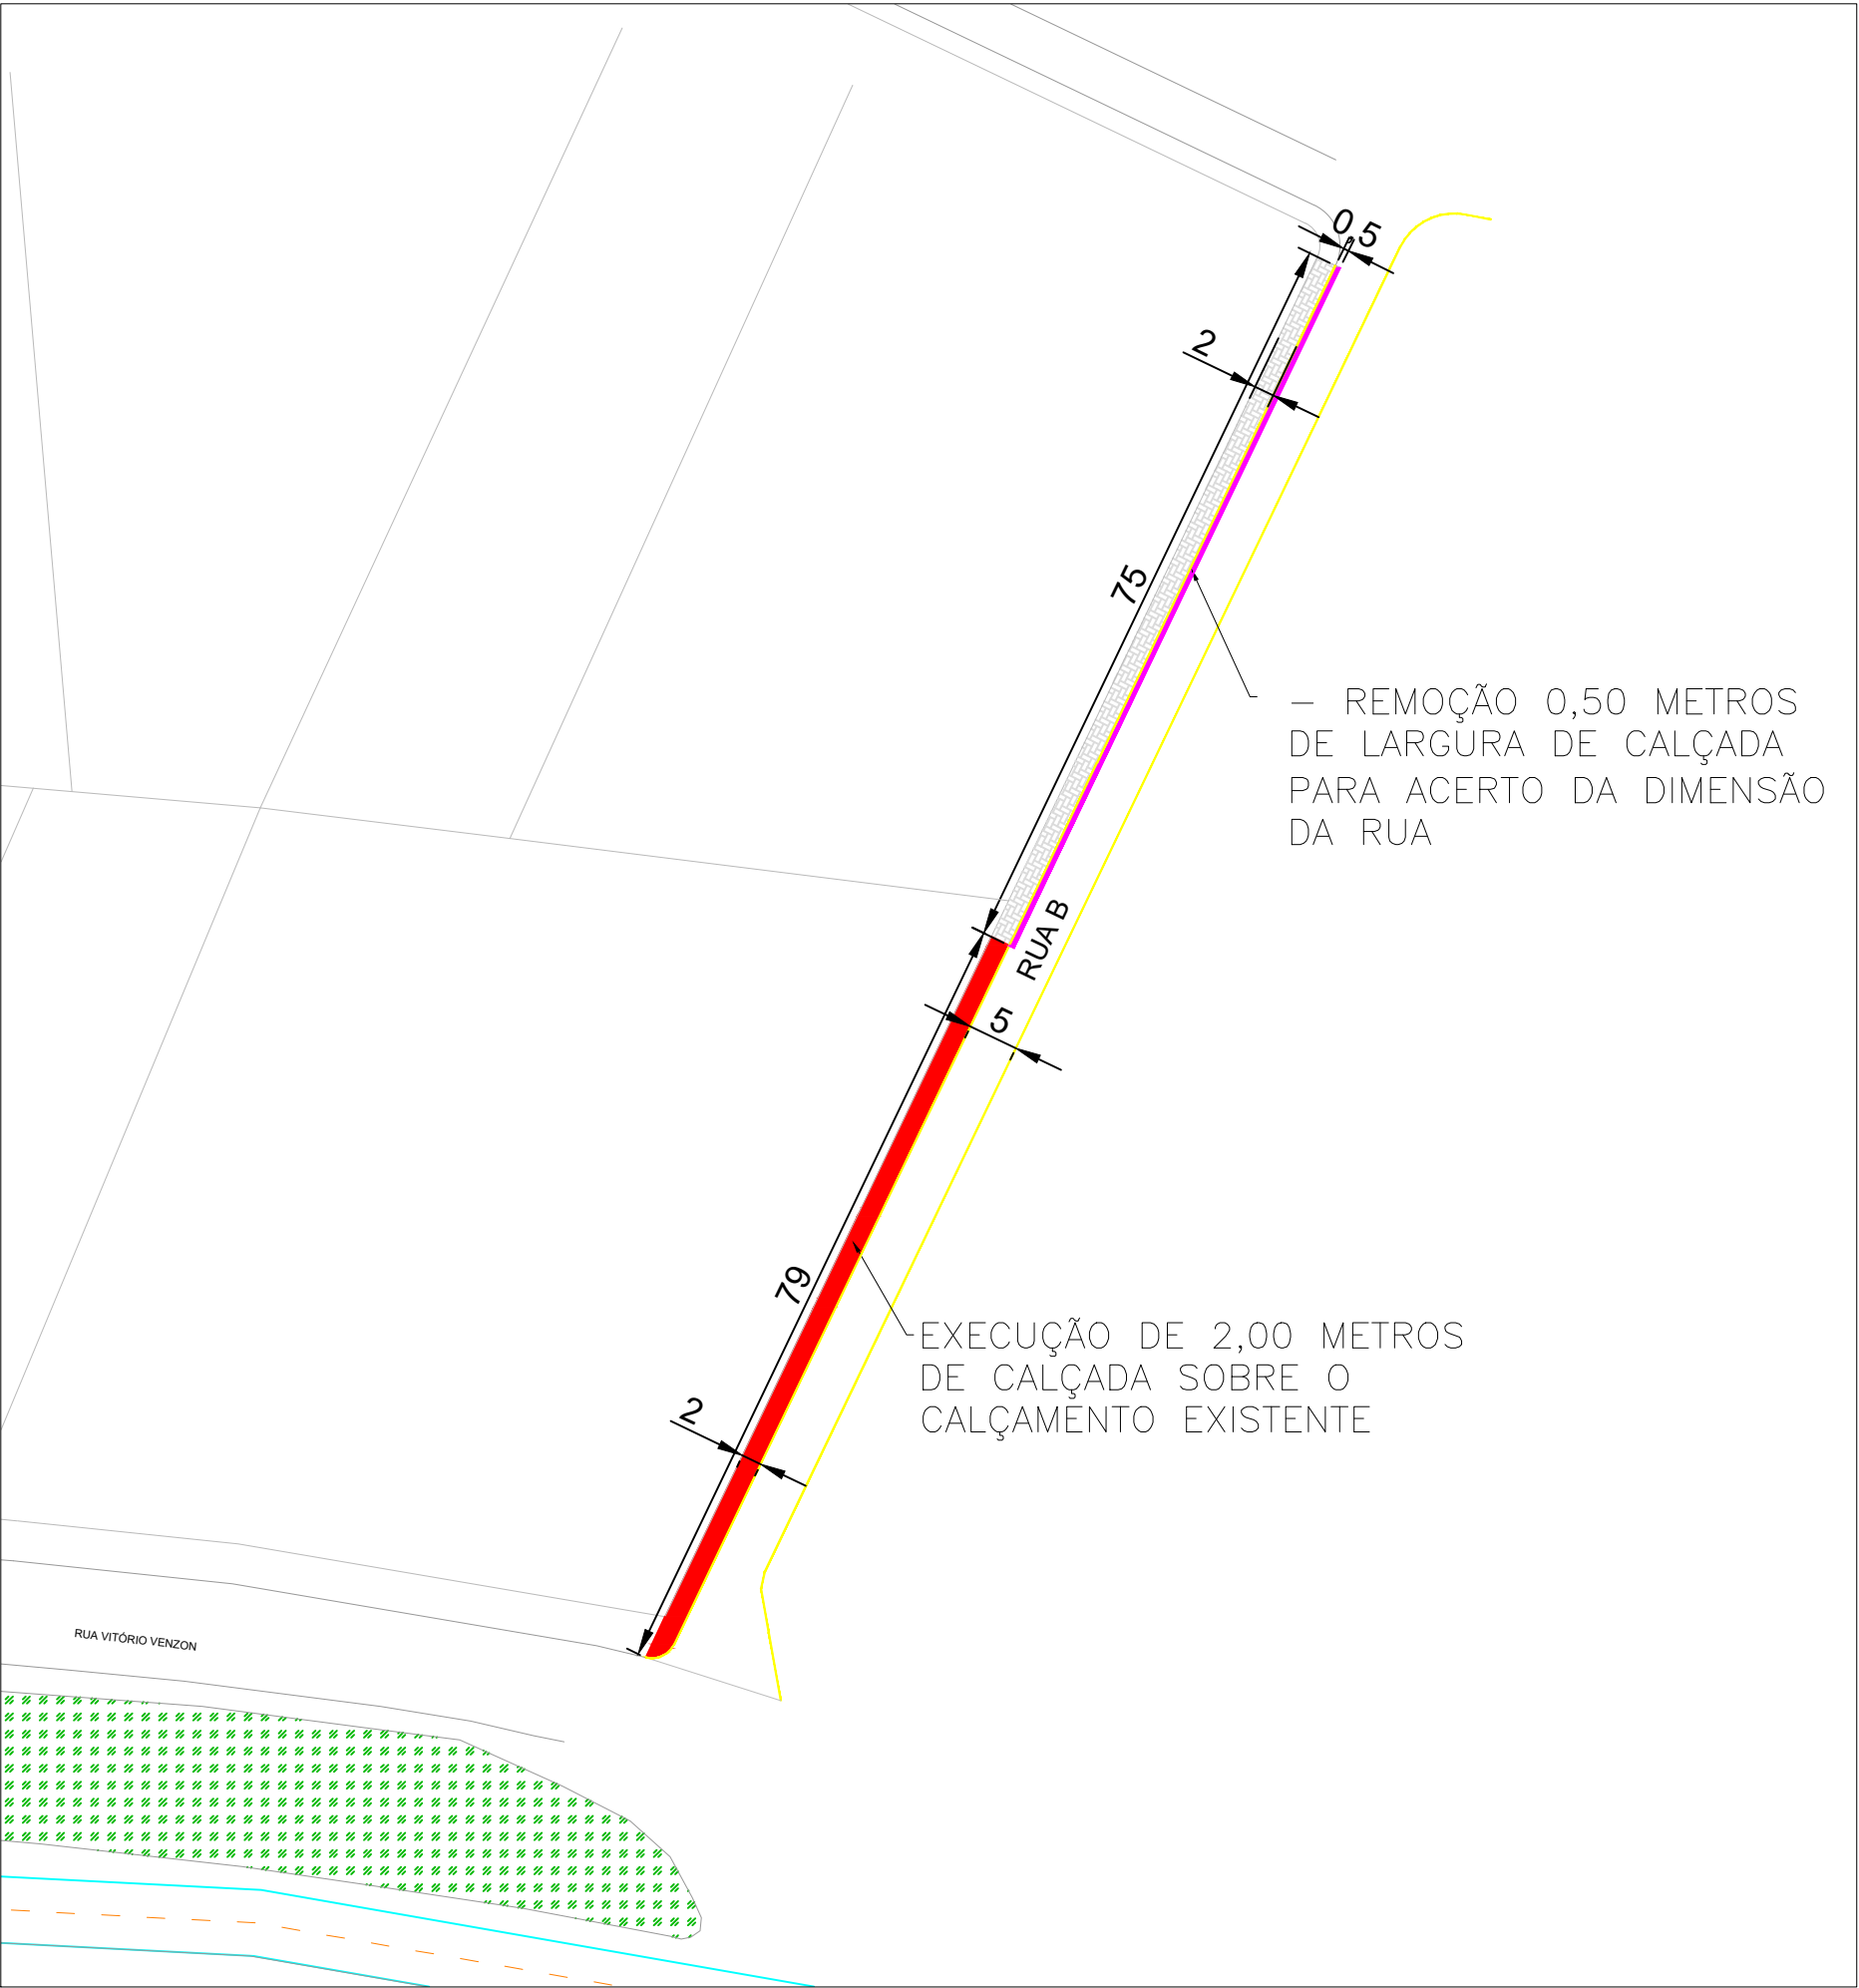 0,5
2
75
— REMOÇÃO 0,50 METROS
DE LARGURA DE CALÇADA
PARA ACERTO DA DIMENSÃO
DA RUA
RUA B
5
79
EXECUÇÃO DE 2,00 METROS
DE CALÇADA SOBRE O
CALÇAMENTO EXISTENTE
2
RUA VITÓRIO VENZON